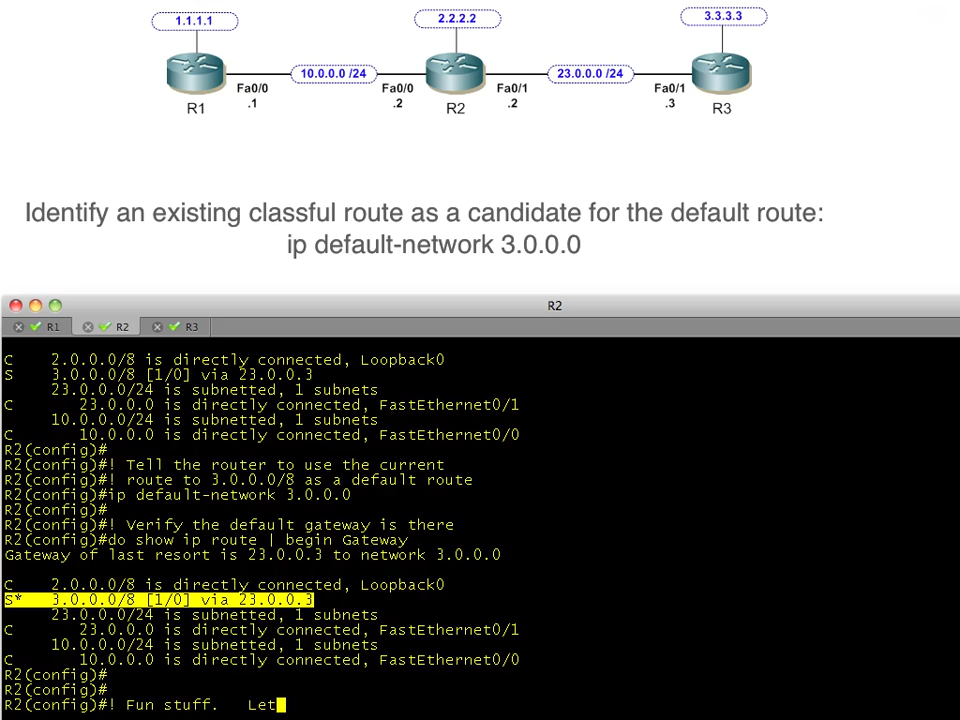 1.1.1.1
2.2.2.2
3.3.3.3
10.0.0.0 /24
23.0.0.0 /24
Fa0/0
.1
Fa0/0
.2
Fa0/1
.2
Fa0/1
.3
R1
R2
R3
Identify an existing classful route as a candidate for the default route:
ip default-network 3.0.0.0
R2
R1
R2
R3
C    2.0.0.0/8 is directly connected, Loopback0
S    3.0.0.0/8 [1/0] via 23.0.0.3
     23.0.0.0/24 is subnetted, 1 subnets
C       23.0.0.0 is directly connected, FastEthernet0/1
     10.0.0.0/24 is subnetted, 1 subnets
C       10.0.0.0 is directly connected, FastEthernet0/0
R2(config)#
R2(config)#! Tell the router to use the current
R2(config)#! route to 3.0.0.0/8 as a default route
R2(config)#ip default-network 3.0.0.0
R2(config)#
R2(config)#! Verify the default gateway is there
R2(config)#do show ip route | begin Gateway
Gateway of last resort is 23.0.0.3 to network 3.0.0.0
C    2.0.0.0/8 is directly connected, Loopback0
S*   3.0.0.0/8 [1/0] via 23.0.0.3
     23.0.0.0/24 is subnetted, 1 subnets
C       23.0.0.0 is directly connected, FastEthernet0/1
     10.0.0.0/24 is subnetted, 1 subnets
C       10.0.0.0 is directly connected, FastEthernet0/0
R2(config)#
R2(config)#
R2(config)#! Fun stuff.   Let